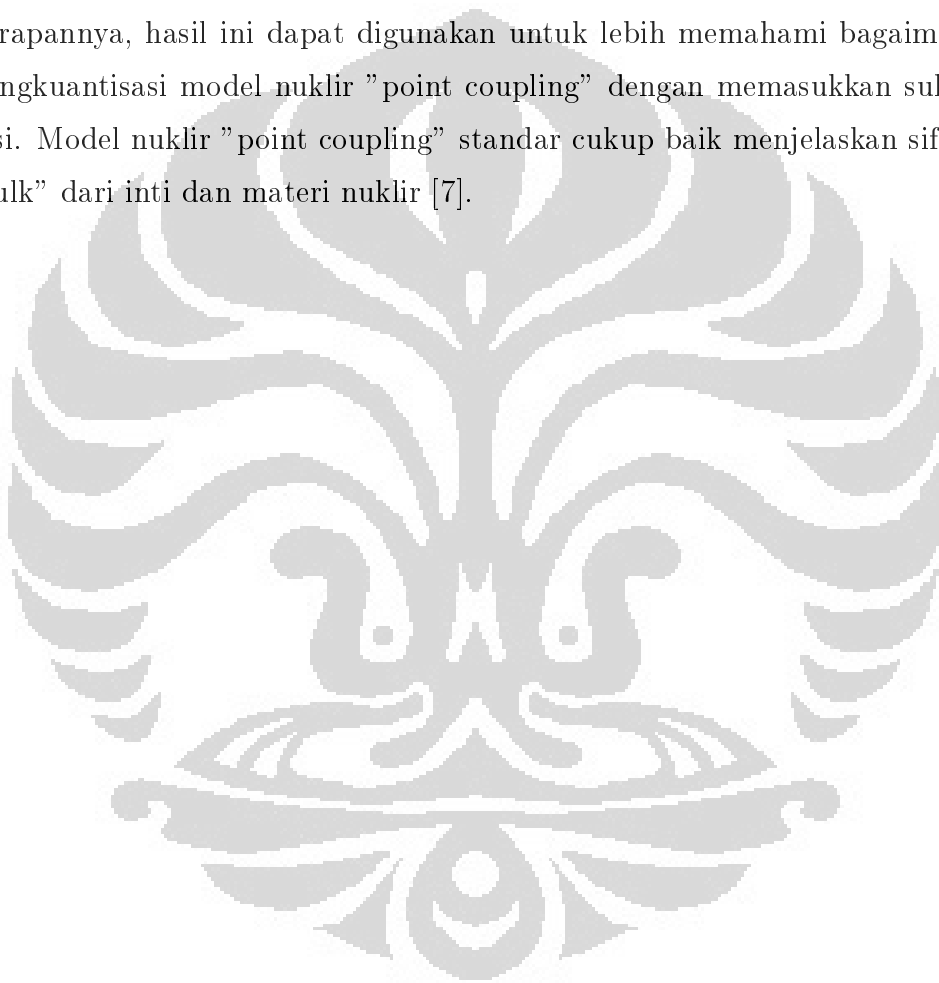 rapannya, hasil ini dapat digunakan untuk lebih memahami bagaim
ngkuantisasi model nuklir ”point coupling” dengan memasukkan suk
si. Model nuklir ”point coupling” standar cukup baik menjelaskan sif
ulk” dari inti dan materi nuklir [7].